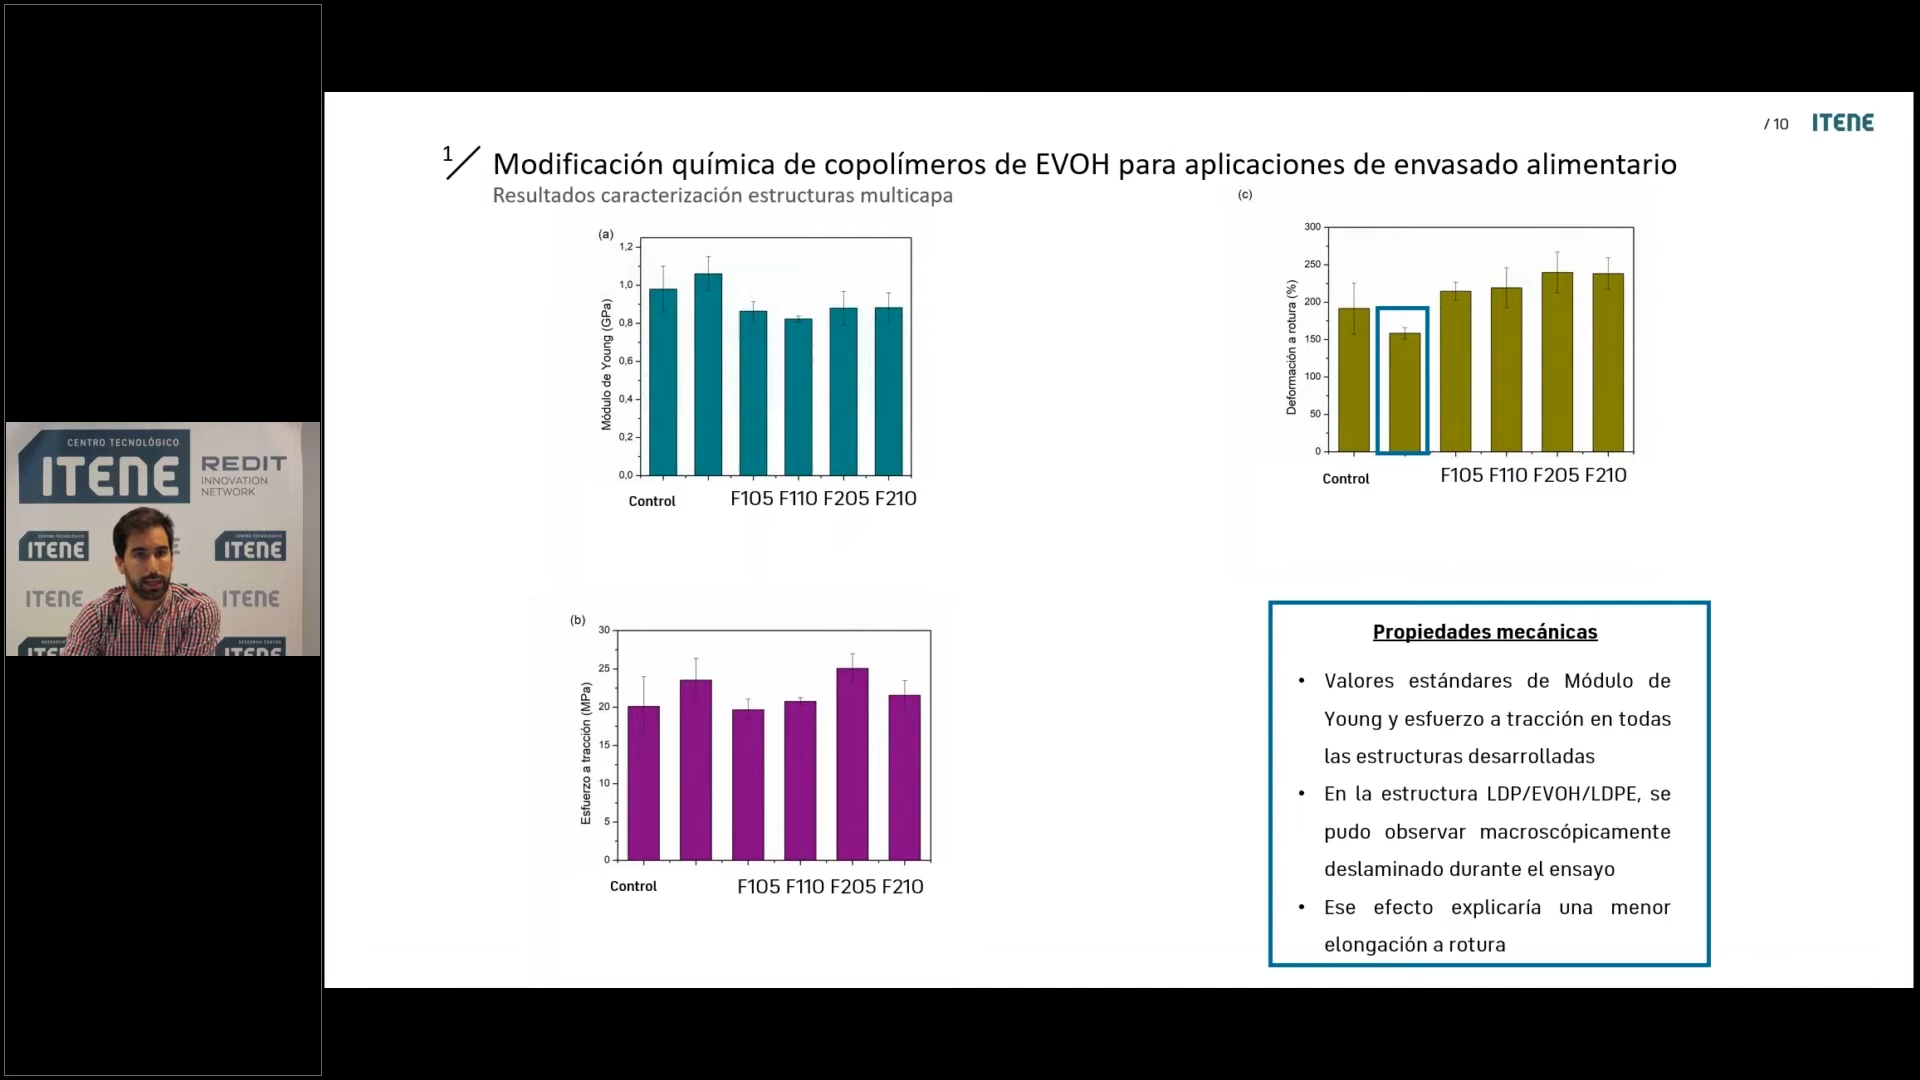 / 10 ITENE
1
Modificación química de copolímeros de EVOH para aplicaciones de envasado alimentario
Resultados caracterización estructuras multicapa
(a)
1,2
1,0
0,8
0,6
0,4
0,2
0,0
Módulo de Young (GPa)
Control F105 F110 F205 F210
(b)
30
25
20
15
10
5
0
Esfuerzo a tracción (MPa)
Control F105 F110 F205 F210
(c)
300
250
200
150
100
50
0
Deformación a rotura (%)
Control F105 F110 F205 F210
Propiedades mecánicas
• Valores estándares de Módulo de
Young y esfuerzo a tracción en todas
las estructuras desarrolladas
• En la estructura LDP/EVOH/LDPE, se
pudo observar macroscópicamente
deslaminado durante el ensayo
• Ese efecto explicaría una menor
elongación a rotura
CENTRO TECNOLÓGICO
ITENE
REDIT
INNOVATION
NETWORK
ITENE
ITENE
ITENE
ITENE
ITENE